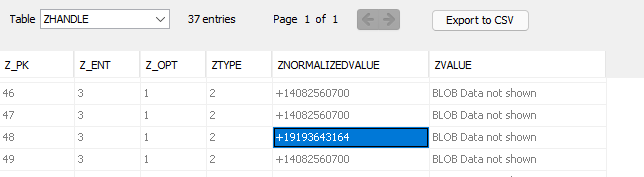 Table ZHANDLE 37 entries Page 1 of 1 Export to CSV
Z_PK Z_ENT Z_OPT ZTYPE ZNORMALIZEDVALUE ZVALUE
46 3 1 2 +14082560700 BLOB Data not shown
47 3 1 2 +14082560700 BLOB Data not shown
48 3 1 2 +19193643164 BLOB Data not shown
49 3 1 2 +14082560700 BLOB Data not shown